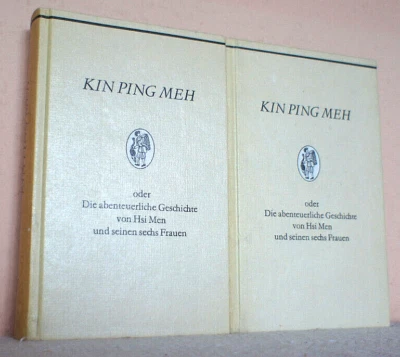 KIN PING MEH
oder
Die abenteuerliche Geschichte
von Hsi Men
und seinen sechs Frauen
KIN PING MEH
oder
Die abenteuerliche Geschichte
von Hsi Men
und seinen sechs Frauen